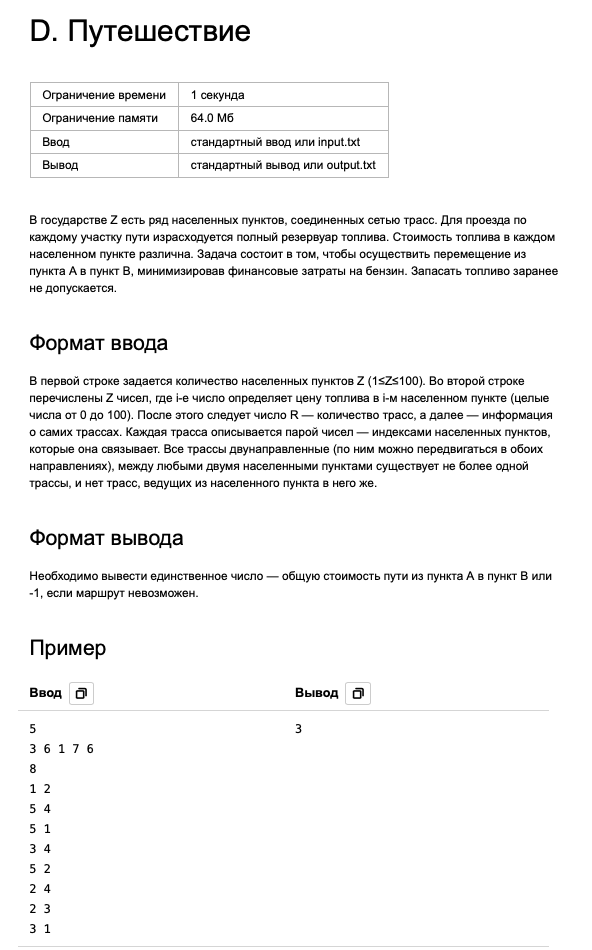 D. Путешествие
Ограничение времени 1 секунда
Ограничение памяти 64.0 Мб
Ввод стандартный ввод или input.txt
Вывод стандартный вывод или output.txt
В государстве Z есть ряд населенных пунктов, соединенных сетью трасс. Для проезда по
каждому участку пути израсходуется полный резервуар топлива. Стоимость топлива в каждом
населенном пункте различна. Задача состоит в том, чтобы осуществить перемещение из
пункта A в пункт B, минимизировав финансовые затраты на бензин. Запасать топливо заранее
не допускается.
Формат ввода
В первой строке задается количество населенных пунктов Z (1≤Z≤100). Во второй строке
перечислены Z чисел, где i-е число определяет цену топлива в i-м населенном пункте (целые
числа от 0 до 100). После этого следует число R — количество трасс, а далее — информация
о самих трассах. Каждая трасса описывается парой чисел — индексами населенных пунктов,
которые она связывает. Все трассы двунаправленные (по ним можно передвигаться в обоих
направлениях), между любыми двумя населенными пунктами существует не более одной
трассы, и нет трасс, ведущих из населенного пункта в него же.
Формат вывода
Необходимо вывести единственное число — общую стоимость пути из пункта A в пункт B или
-1, если маршрут невозможен.
Пример
Ввод Вывод
5 3
3 6 1 7 6
8
1 2
5 4
5 1
3 4
5 2
2 4
2 3
3 1